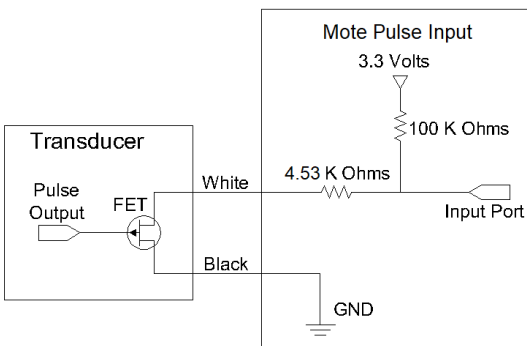 Mote Pulse Input
3.3 Volts
100 K Ohms
Transducer
4.53 K Ohms
White
Pulse
Output
FET
Input Port
Black
GND